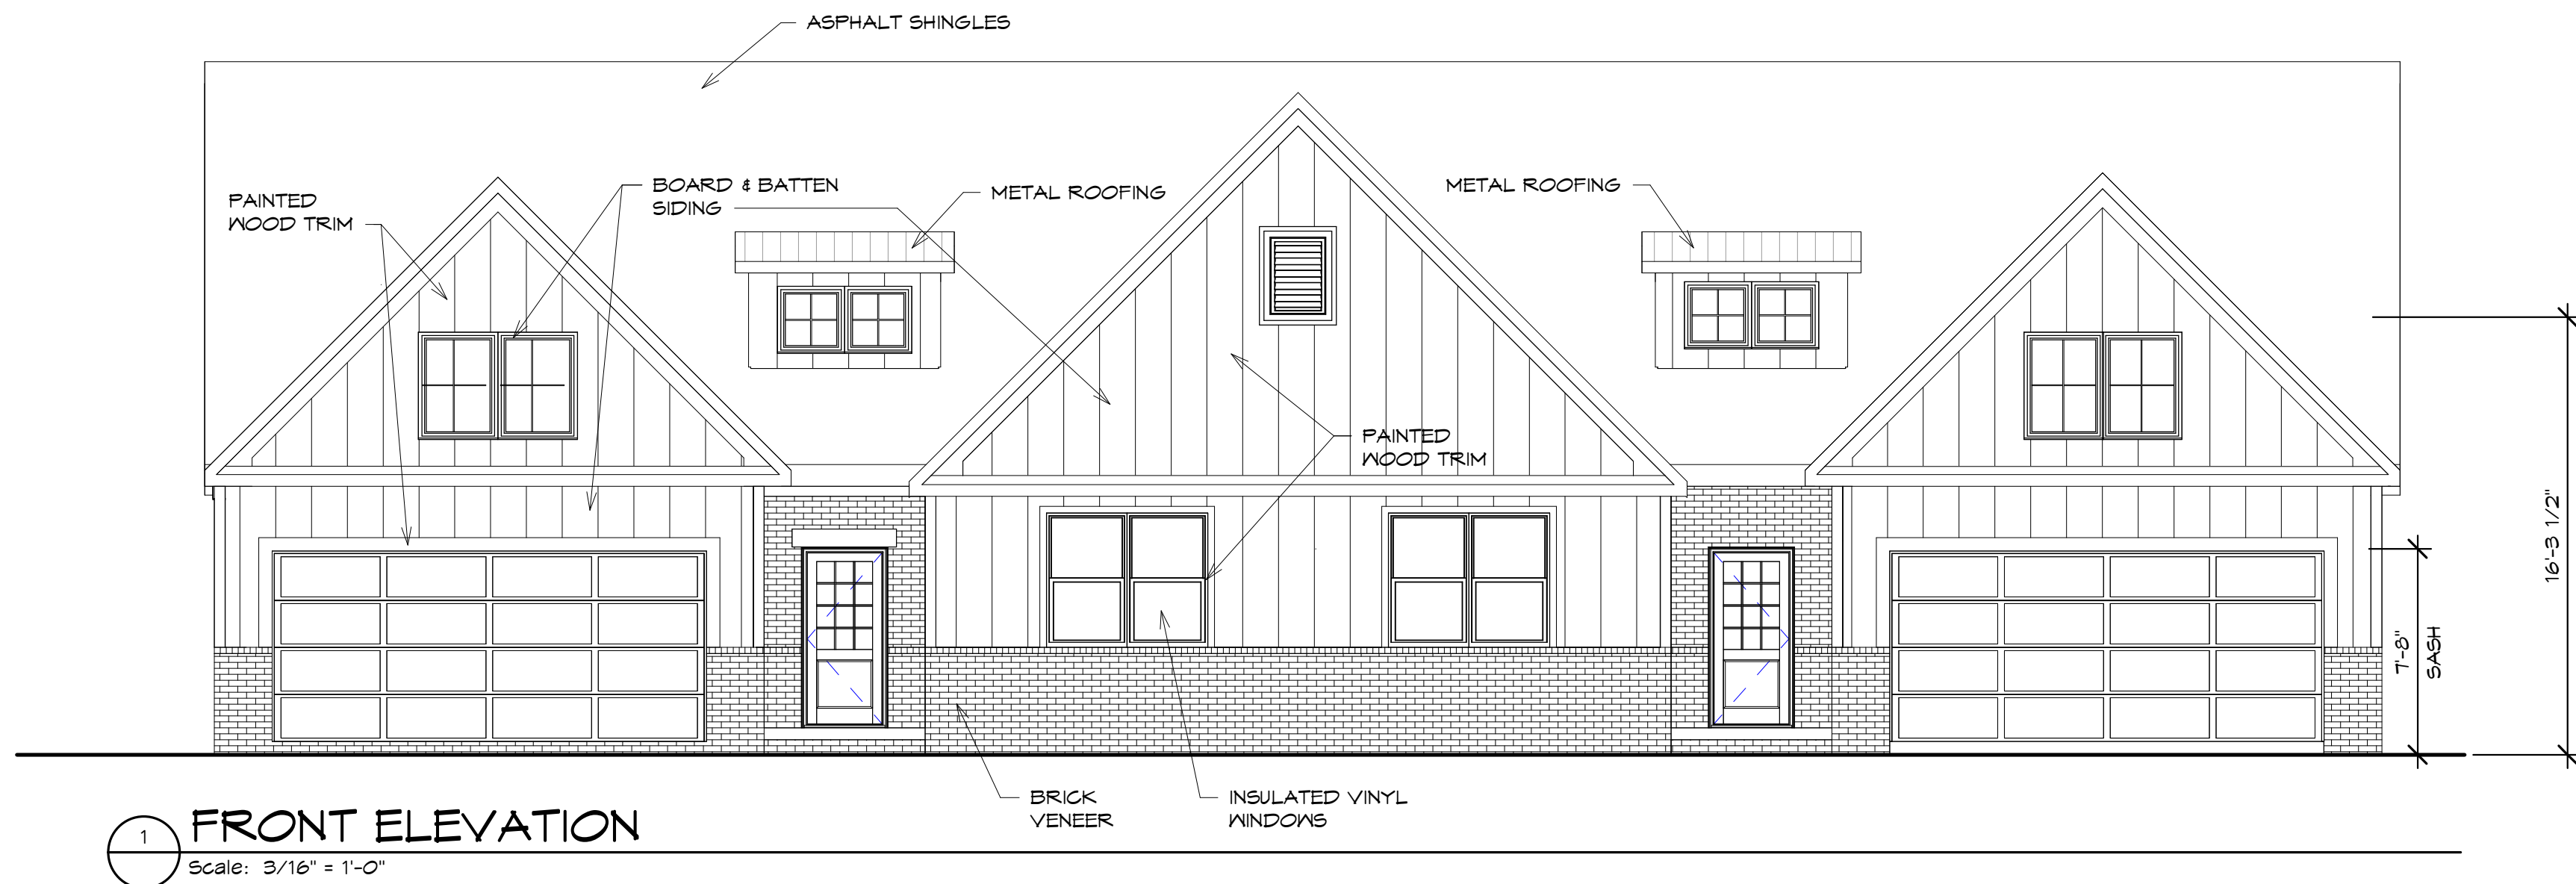 ASPHALT SHINGLES
PAINTED
WOOD TRIM
BOARD & BATTEN
SIDING
METAL ROOFING
METAL ROOFING
PAINTED
WOOD TRIM
16'-3 1/2"
7'-8"
SASH
BRICK
VENEER
INSULATED VINYL
WINDOWS
1
FRONT ELEVATION
Scale: 3/16" = 1'-0"